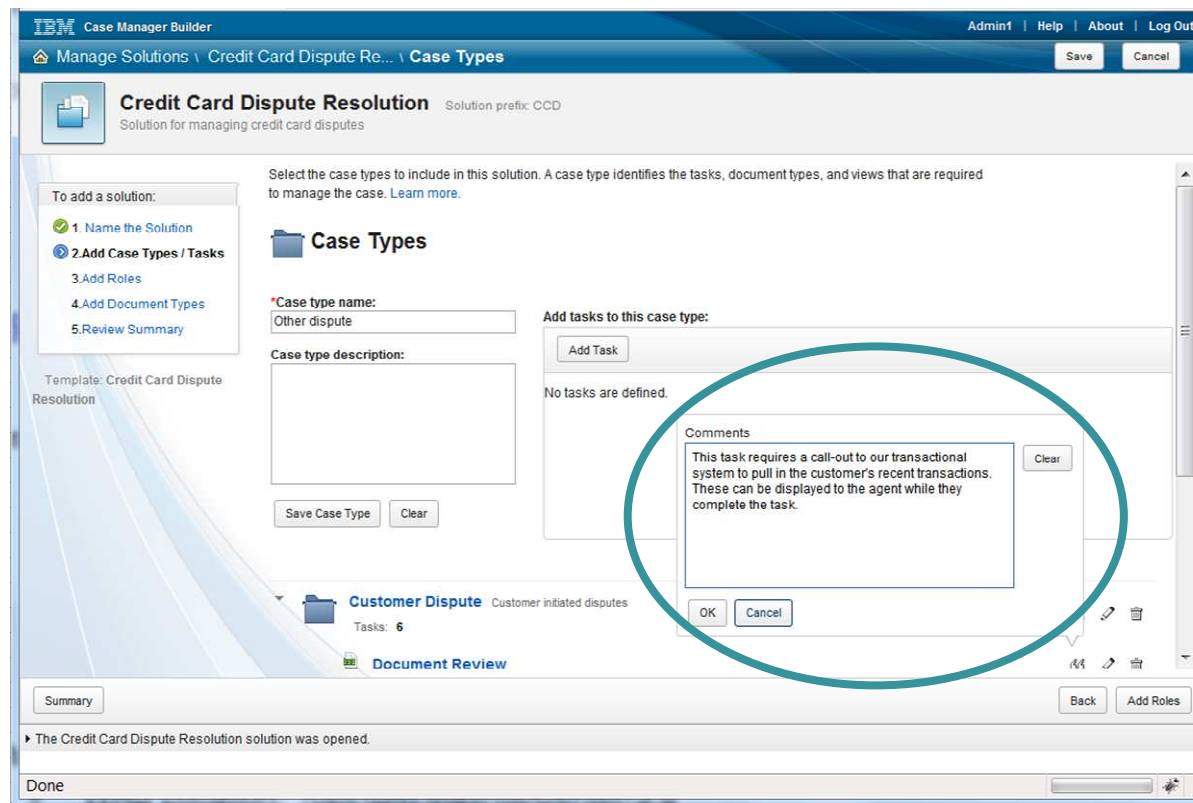 IBM Case Manager Builder
Admin1 | Help | About | Log Out
Manage Solutions \ Credit Card Dispute Re... \ Case Types
Save
Cancel
Credit Card Dispute Resolution Solution prefix: CCD
Solution for managing credit card disputes
Select the case types to include in this solution. A case type identifies the tasks, document types, and views that are required
to manage the case. Learn more.
To add a solution:
1. Name the Solution
2.Add Case Types / Tasks
3.Add Roles
4.Add Document Types
5.Review Summary
Template: Credit Card Dispute
Resolution
Case Types
*Case type name:
Other dispute
Case type description:
Save Case Type
Clear
Add tasks to this case type:
Add Task
No tasks are defined.
Comments
This task requires a call-out to our transactional
system to pull in the customer's recent transactions.
These can be displayed to the agent while they
complete the task.
Clear
OK
Cancel
Customer Dispute Customer initiated disputes
Tasks: 6
Document Review
Summary
Back
Add Roles
The Credit Card Dispute Resolution solution was opened.
Done